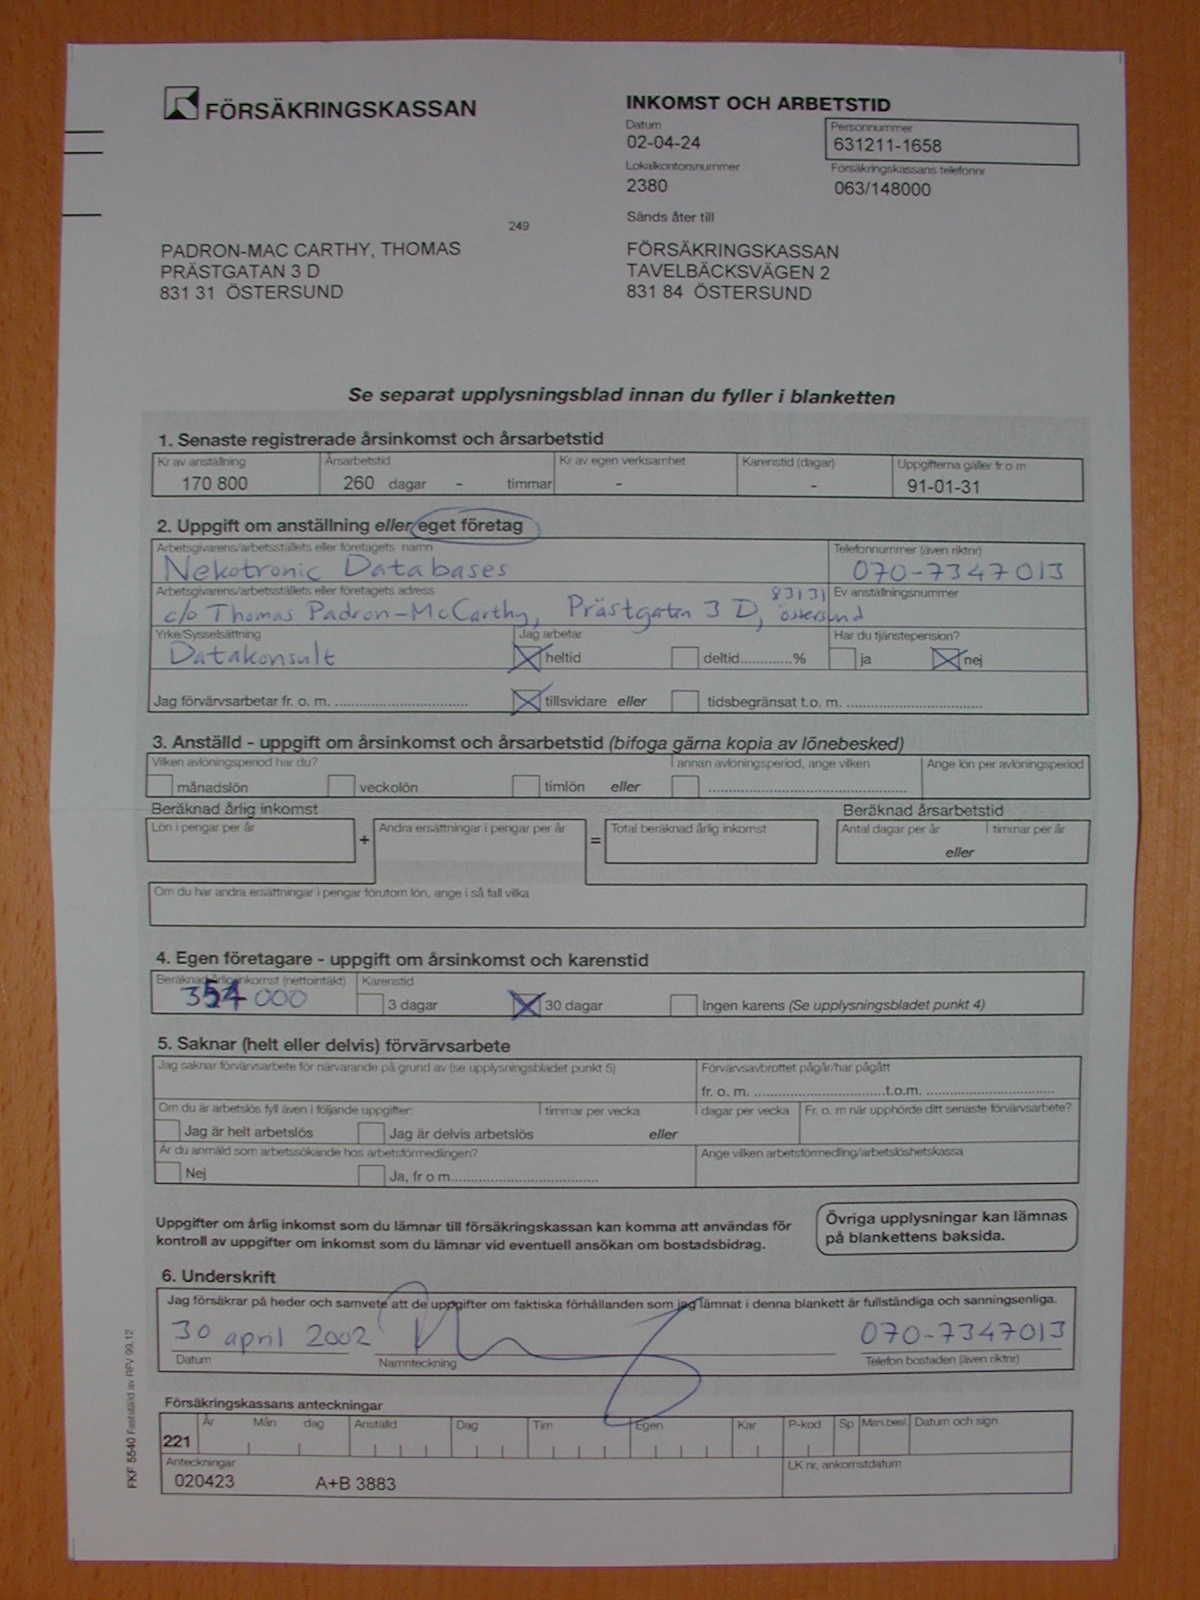 FÖRSÄKRINGSKASSAN
INKOMST OCH ARBETSTID
Datum
02-04-24
Personnummer
631211-1658
Lokalkontorsnummer
2380
Försäkringskassans telefonnr
063/148000
Sänds åter till
249
PADRON-MAC CARTHY, THOMAS
PRÄSTGATAN 3 D
831 31 ÖSTERSUND
FÖRSÄKRINGSKASSAN
TAVELBÄCKSVÄGEN 2
831 84 ÖSTERSUND
Se separat upplysningsblad innan du fyller i blanketten
1. Senaste registrerade årsinkomst och årsarbetstid
Kr av anställning Årsarbetstid Kr av egen verksamhet Karenstid (dagar) Uppgifterna gäller fr o m
170 800 260 dagar - timmar - - 91-01-31
2. Uppgift om anställning eller eget företag
Arbetsgivarens/arbetsställets eller företagets namn Telefonnummer (även riktnr)
Nekotronic Databases 070-7347013
Arbetsgivarens/arbetsställets eller företagets adress Ev anställningsnummer
c/o Thomas Padron-McCarthy, Prästgatan 3 D, 83131 Östersund
Yrke/Sysselsättning Jag arbetar Har du tjänstepension?
Datakonsult heltid deltid............% ja nej
Jag förvärvsarbetar fr. o. m. .............................. tillsvidare eller tidsbegränsat t.o. m. ..............................
3. Anställd - uppgift om årsinkomst och årsarbetstid (bifoga gärna kopia av lönebesked)
Vilken avlöningsperiod har du? annan avlöningsperiod, ange vilken Ange lön per avlöningsperiod
månadslön veckolön timlön eller ..............................
Beräknad årlig inkomst Beräknad årsarbetstid
Lön i pengar per år + Andra ersättningar i pengar per år = Total beräknad årlig inkomst Antal dagar per år timmar per år
eller
Om du har andra ersättningar i pengar förutom lön, ange i så fall vilka
4. Egen företagare - uppgift om årsinkomst och karenstid
Beräknad årlig inkomst (nettointäkt) Karenstid
354 000 3 dagar 30 dagar Ingen karens (Se upplysningsbladet punkt 4)
5. Saknar (helt eller delvis) förvärvsarbete
Jag saknar förvärvsarbete för närvarande på grund av (se upplysningsbladet punkt 5) Förvärvsavbrottet pågår/har pågått
fr. o. m. ..............................t.o.m. ..............................
Om du är arbetslös fyll även i följande uppgifter: timmar per vecka dagar per vecka Fr. o. m när upphörde ditt senaste förvärvsarbete?
Jag är helt arbetslös Jag är delvis arbetslös eller
Är du anmäld som arbetssökande hos arbetsförmedlingen? Ange vilken arbetsförmedling/arbetslöshetskassa
Nej Ja, fr o m..............................
Uppgifter om årlig inkomst som du lämnar till försäkringskassan kan komma att användas för
kontroll av uppgifter om inkomst som du lämnar vid eventuell ansökan om bostadsbidrag.
Övriga upplysningar kan lämnas
på blankettens baksida.
6. Underskrift
Jag försäkrar på heder och samvete att de uppgifter om faktiska förhållanden som jag lämnat i denna blankett är fullständiga och sanningsenliga.
30 april 2002 070-7347013
Datum Namnteckning Telefon bostaden (även riktnr)
Försäkringskassans anteckningar
År Mån dag Anställd Dag Tim Egen Kar P-kod Sp Man.besl. Datum och sign
221
Anteckningar LK nr, ankomstdatum
020423 A+B 3883
FKF 5540 Fastställd av RFV 99.12